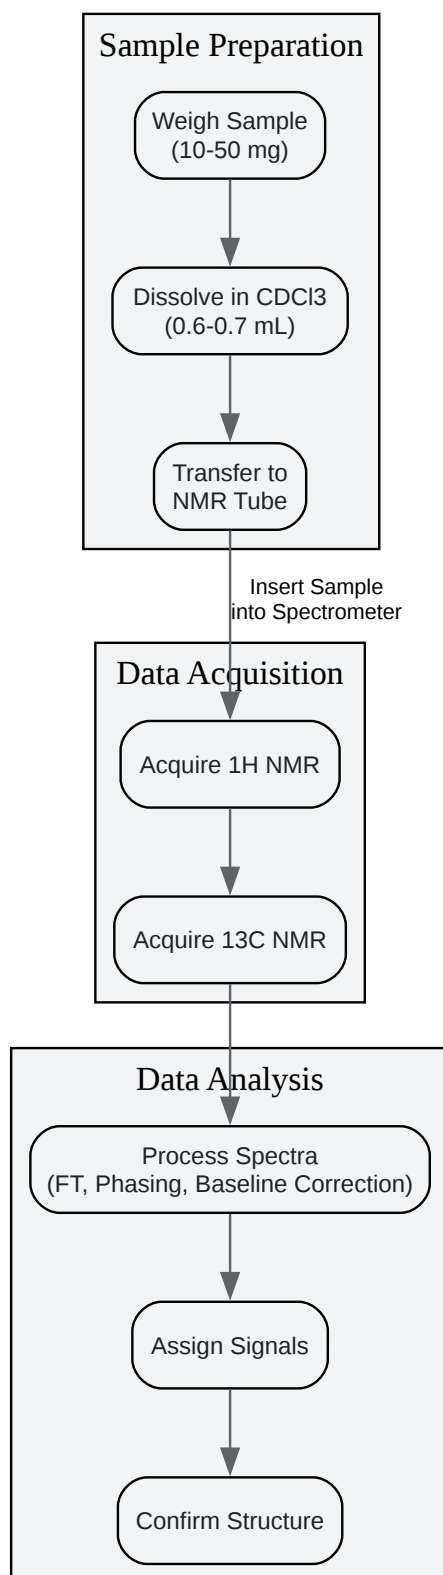 Sample Preparation
Weigh Sample
(10-50 mg)
Dissolve in CDCl3
(0.6-0.7 mL)
Transfer to
NMR Tube
Insert Sample
into Spectrometer
Data Acquisition
Acquire 1H NMR
Acquire 13C NMR
Data Analysis
Process Spectra
(FT, Phasing, Baseline Correction)
Assign Signals
Confirm Structure